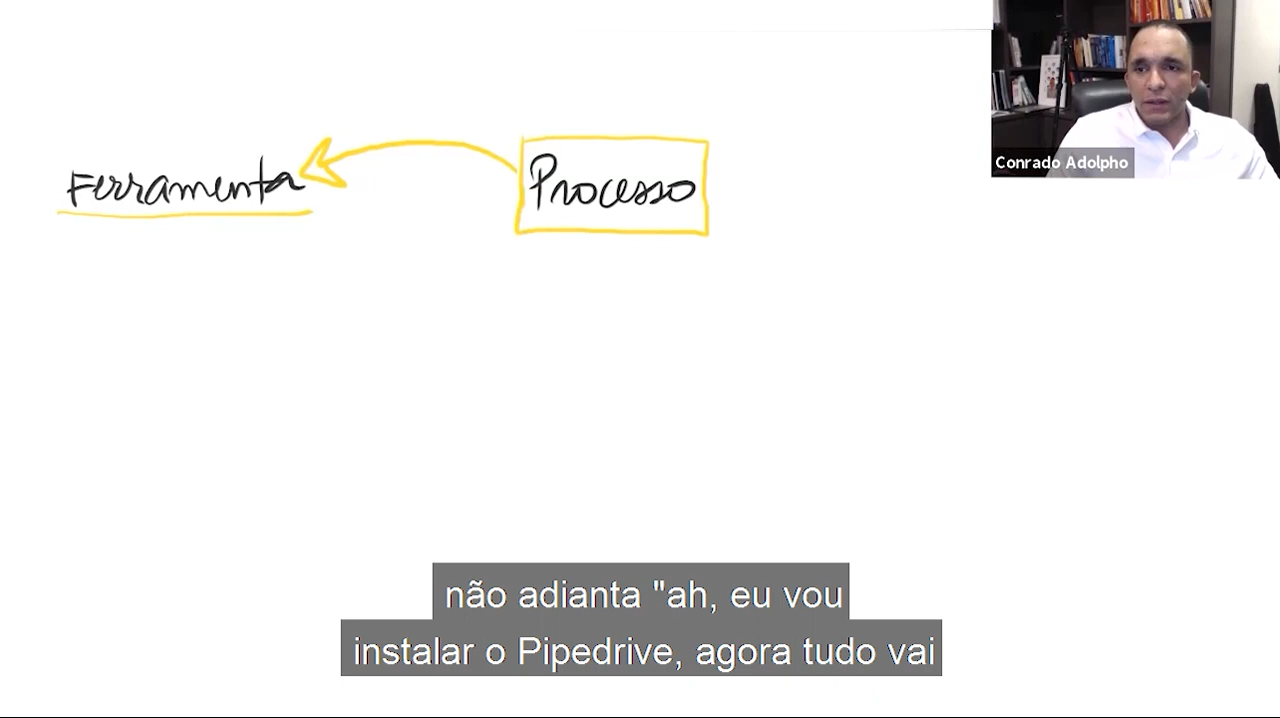 Ferramenta
Processo
Conrado Adolpho
não adianta "ah, eu vou
instalar o Pipedrive, agora tudo vai